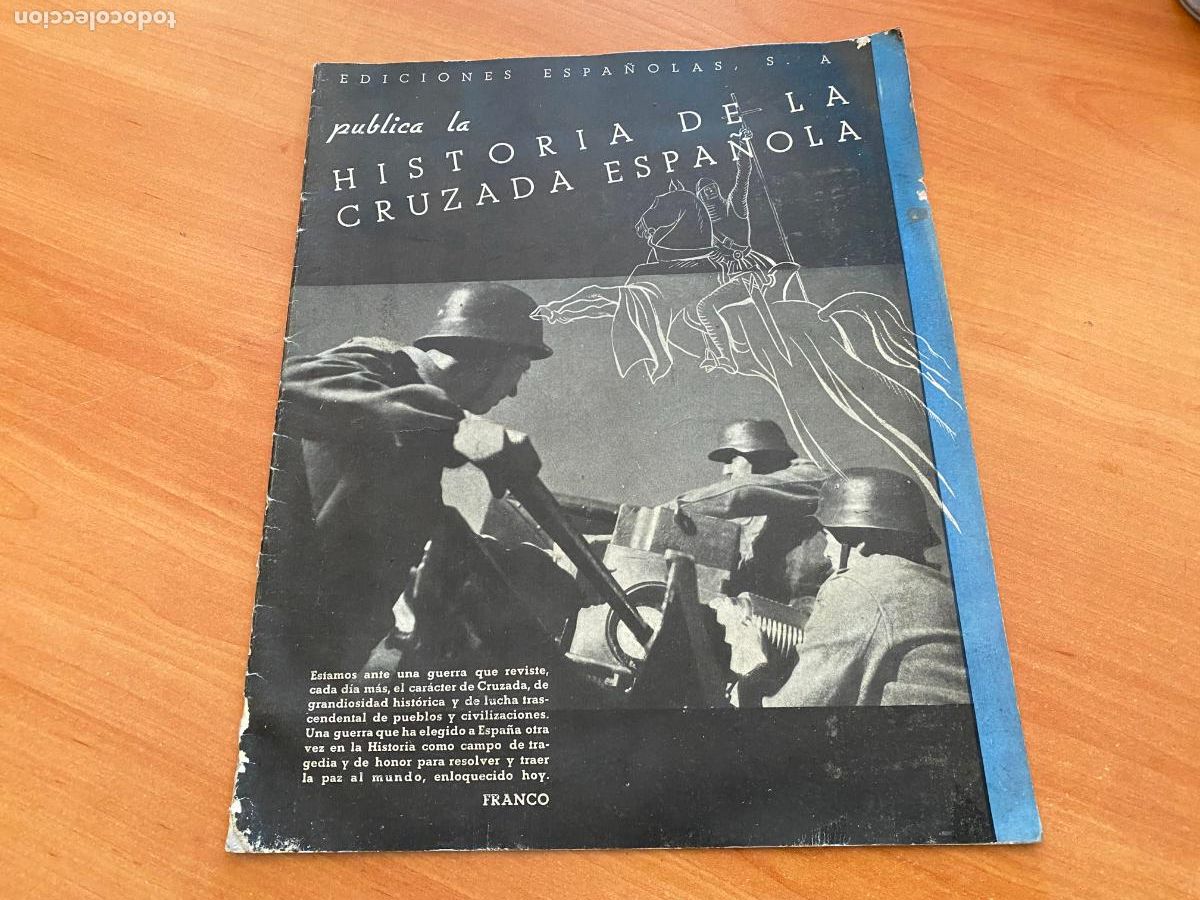 todocoleccion
EDICIONES ESPAÑOLAS, S. A
publica la
HISTORIA DE LA
CRUZADA ESPAÑOLA
Estamos ante una guerra que reviste,
cada día más, el carácter de Cruzada, de
grandiosidad histórica y de lucha tras-
cendental de pueblos y civilizaciones.
Una guerra que ha elegido a España otra
vez en la Historia como campo de tra-
gedia y de honor para resolver y traer
la paz al mundo, enloquecido hoy.
FRANCO